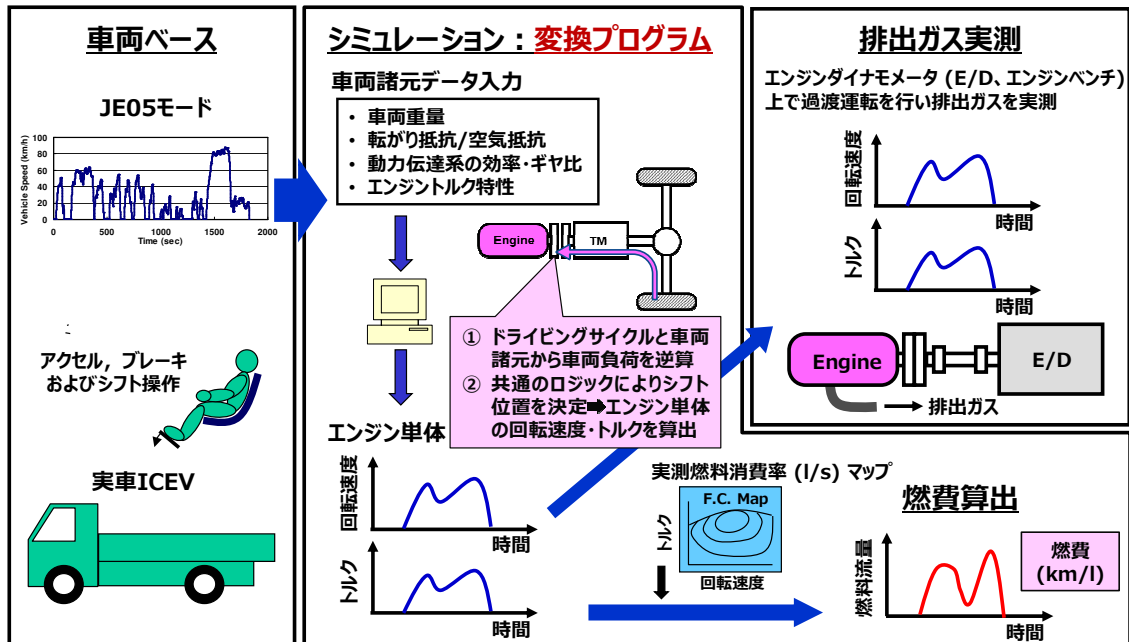 車両ベース
JE05モード
Vehicle Speed (km/h)
100
80
60
40
20
0
0
500
1000
1500
2000
Time (sec)
アクセル，ブレーキ
およびシフト操作
実車ICEV
シミュレーション：変換プログラム
車両諸元データ入力
• 車両重量
• 転がり抵抗/空気抵抗
• 動力伝達系の効率・ギヤ比
• エンジントルク特性
Engine
TM
① ドライビングサイクルと車両
諸元から車両負荷を逆算
② 共通のロジックによりシフト
位置を決定➡エンジン単体
の回転速度・トルクを算出
エンジン単体
回転速度
時間
トルク
時間
排出ガス実測
エンジンダイナモメータ (E/D、エンジンベンチ)
上で過渡運転を行い排出ガスを実測
回転速度
時間
トルク
時間
Engine
E/D
排出ガス
実測燃料消費率 (l/s) マップ
F.C. Map
トルク
回転速度
燃費算出
燃料流量
時間
燃費
(km/l)